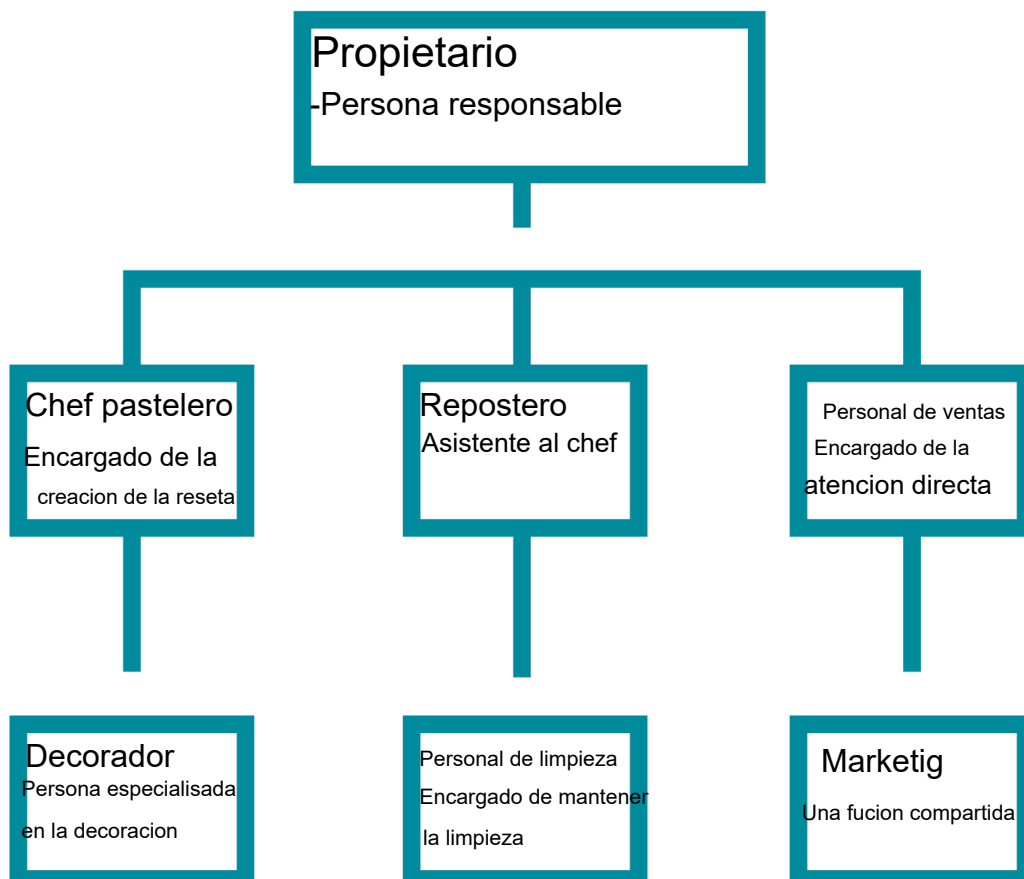 Propietario
-Persona responsable
Chef pastelero
Encargado de la
creacion de la reseta
Repostero
Asistente al chef
Personal de ventas
Encargado de la
atencion directa
Decorador
Persona especialisada
en la decoracion
Personal de limpieza
Encargado de mantener
la limpieza
Marketig
Una fucion compartida